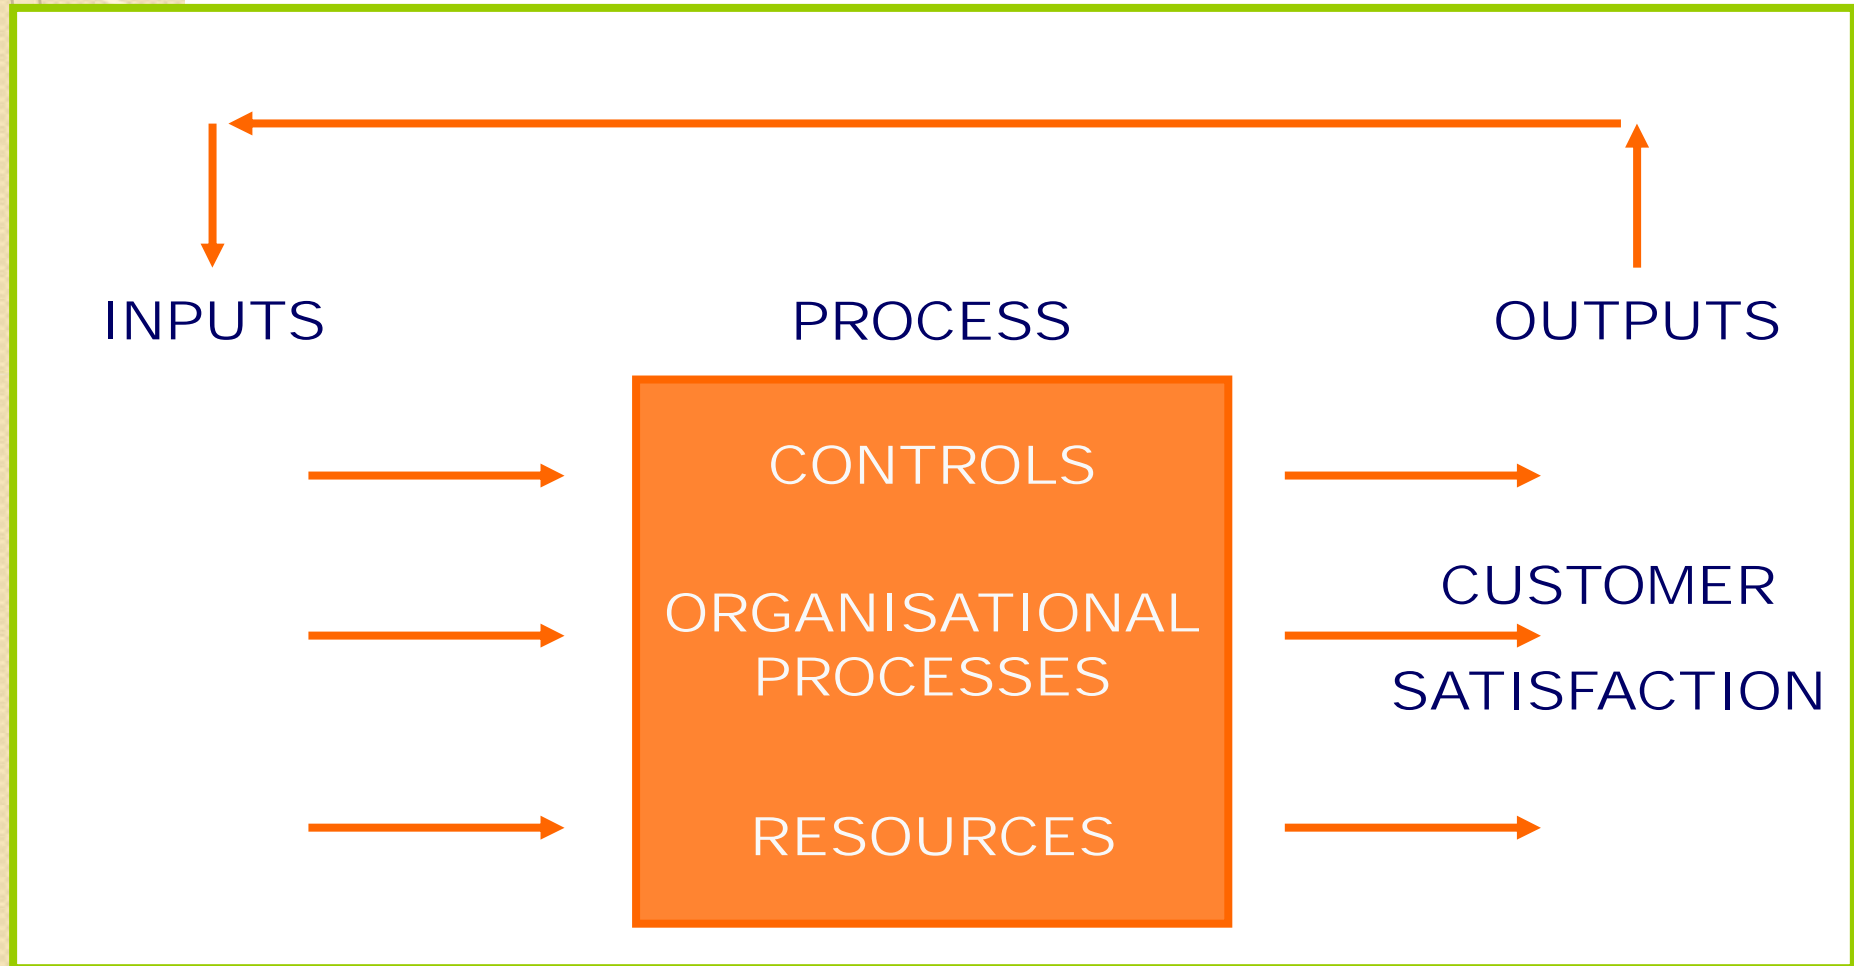 INPUTS
PROCESS
OUTPUTS
CONTROLS
ORGANISATIONAL
PROCESSES
RESOURCES
CUSTOMER
SATISFACTION